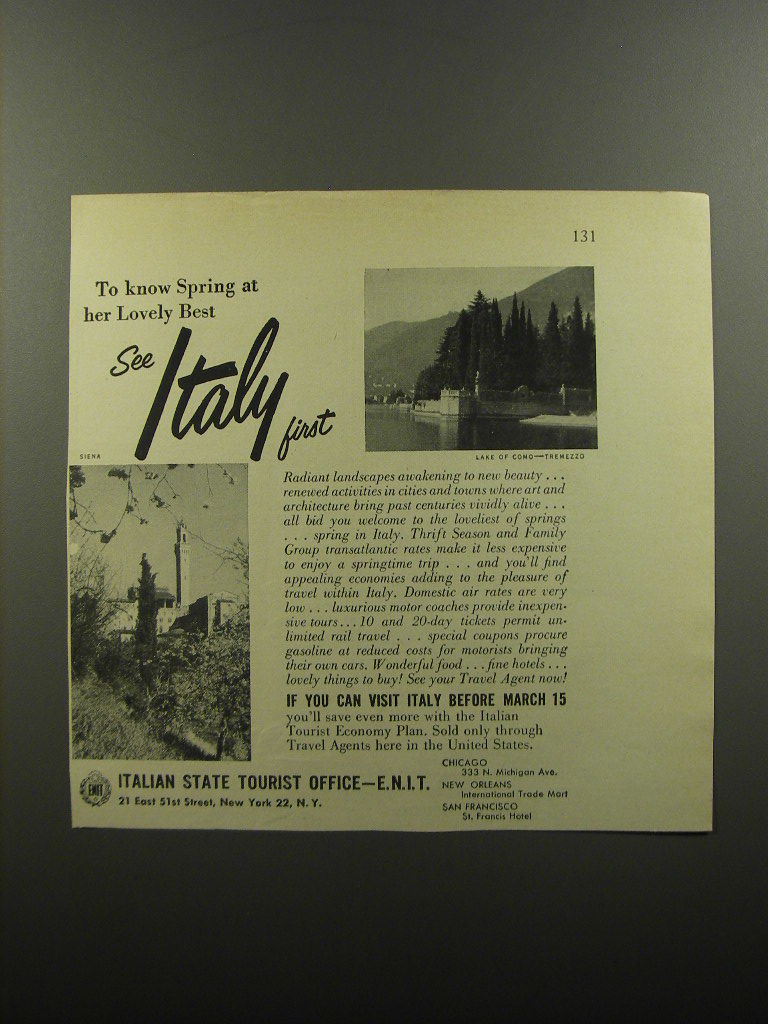 131
To know Spring at
her Lovely Best
See Italy first
LAKE OF COMO—TREMEZZO
SIENA
Radiant landscapes awakening to new beauty . . .
renewed activities in cities and towns where art and
architecture bring past centuries vividly alive . . .
all bid you welcome to the loveliest of springs
. . . spring in Italy. Thrift Season and Family
Group transatlantic rates make it less expensive
to enjoy a springtime trip . . . and you'll find
appealing economies adding to the pleasure of
travel within Italy. Domestic air rates are very
low . . . luxurious motor coaches provide inexpen-
sive tours . . . 10 and 20-day tickets permit un-
limited rail travel . . . special coupons procure
gasoline at reduced costs for motorists bringing
their own cars. Wonderful food . . . fine hotels . . .
lovely things to buy! See your Travel Agent now!
IF YOU CAN VISIT ITALY BEFORE MARCH 15
you'll save even more with the Italian
Tourist Economy Plan. Sold only through
Travel Agents here in the United States.
ENIT
ITALIAN STATE TOURIST OFFICE—E.N.I.T.
21 East 51st Street, New York 22, N. Y.
CHICAGO
333 N. Michigan Ave.
NEW ORLEANS
International Trade Mart
SAN FRANCISCO
St. Francis Hotel